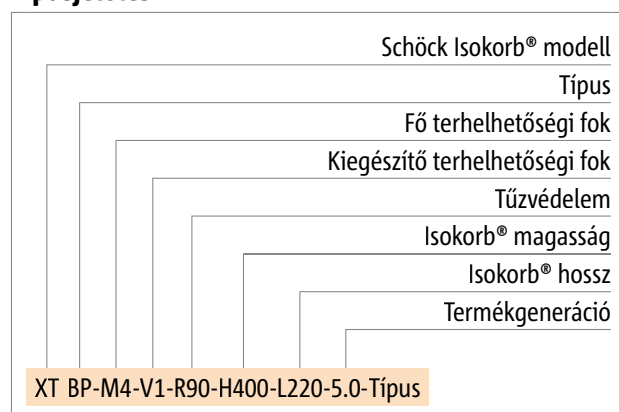 Schöck Isokorb® modell
Típus
Fő terhelhetőségi fok
Kiegészítő terhelhetőségi fok
Tűzvédelem
Isokorb® magasság
Isokorb® hossz
Termékgeneráció
XT BP-M4-V1-R90-H400-L220-5.0-Típus